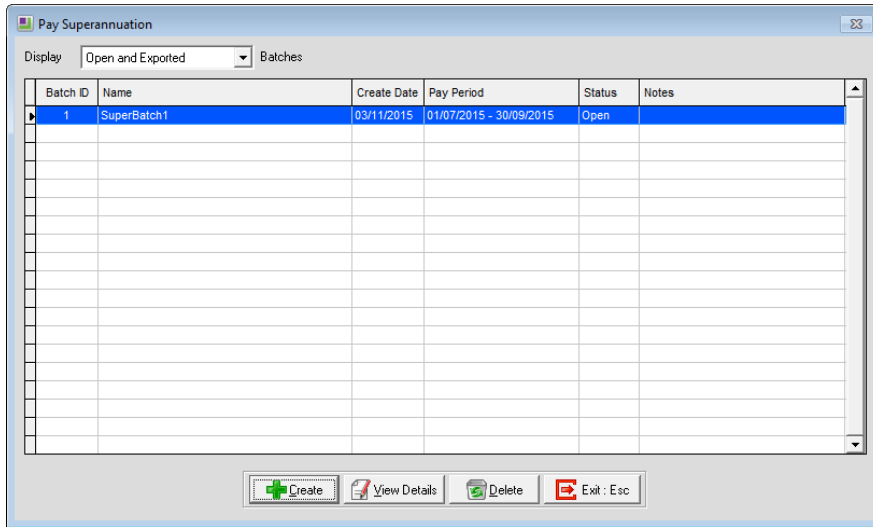 Pay Superannuation
Display Open and Exported Batches
Batch ID Name Create Date Pay Period Status Notes
1 SuperBatch1 03/11/2015 01/07/2015 - 30/09/2015 Open
Create View Details Delete Exit : Esc